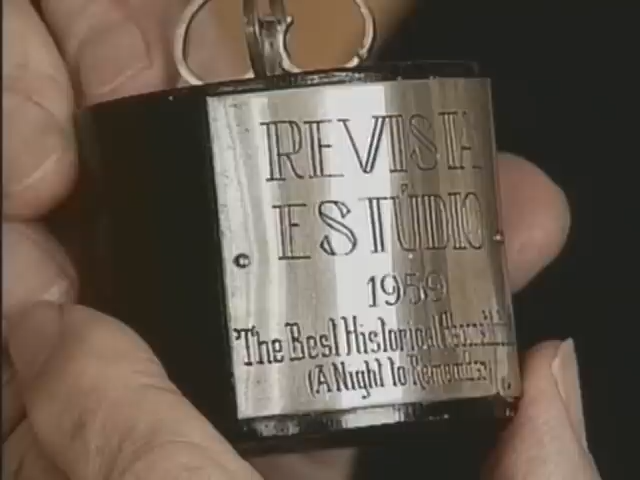 REVISTA
ESTÚDIO
1959
The Best Historical
(A Night to Remember)